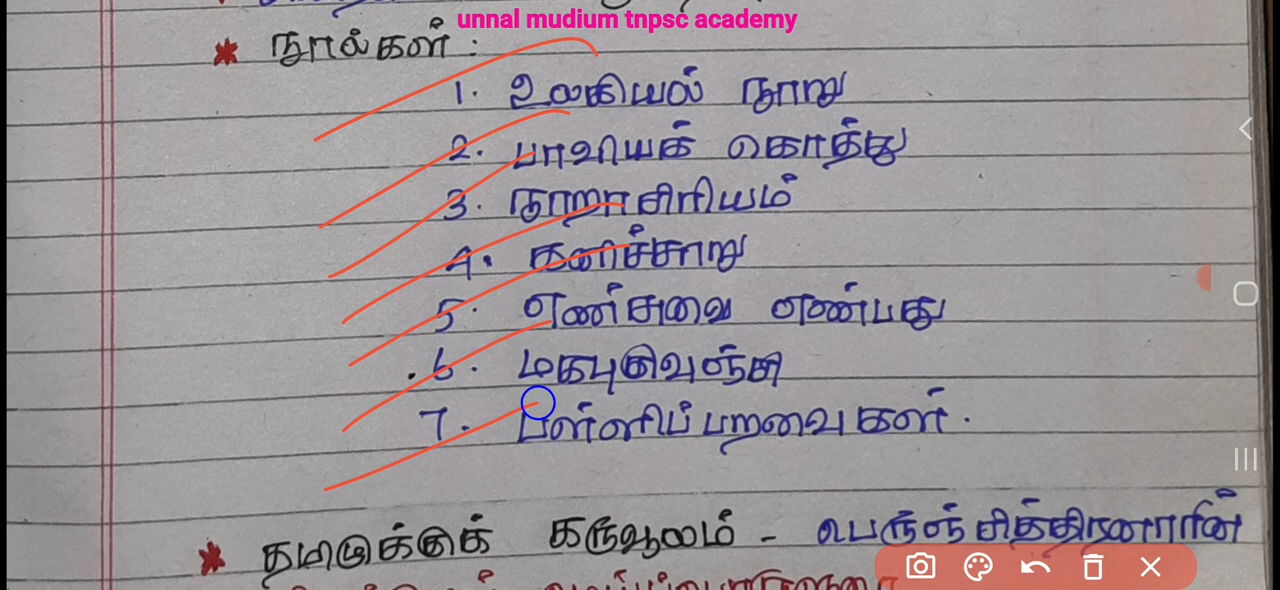 unnal mudium tnpsc academy
* நூல்கள் :
1. உலகியல் நூறு
2. பாவியக் கொத்து
3. நூறாசிரியம்
4. கனிச்சாறு
5. எண்சுவை எண்பது
6. மகபுகுவஞ்சி
7. பள்ளிப் பறவைகள்.
* தமிழுக்குக் கருவூலம் - பெருஞ்சித்திரனாரின்